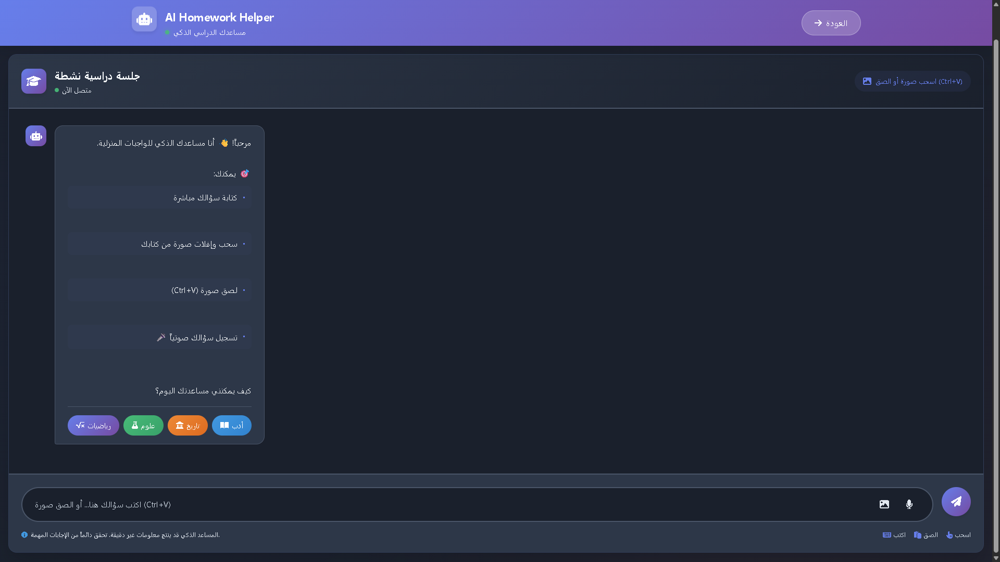 AI Homework Helper
مساعدك الدراسي الذكي
العودة
جلسة دراسية نشطة
متصل الآن
اسحب صورة أو الصق (Ctrl+V)
مرحباً! 👋 أنا مساعدك الذكي للواجبات المنزلية.
🎯 يمكنك:
• كتابة سؤالك مباشرة
• سحب وإفلات صورة من كتابك
• لصق صورة (Ctrl+V)
• تسجيل سؤالك صوتياً 🎤
كيف يمكنني مساعدتك اليوم؟
رياضيات
علوم
تاريخ
أدب
اكتب سؤالك هنا... أو الصق صورة (Ctrl+V)
المساعد الذكي قد ينتج معلومات غير دقيقة. تحقق دائماً من الإجابات المهمة.
اكتب
الصق
اسحب